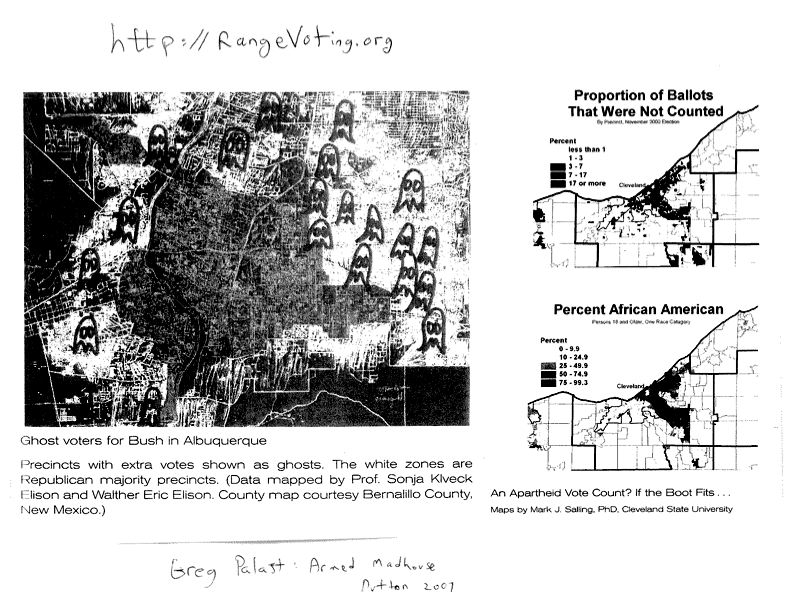 http://RangeVoting.org
Ghost voters for Bush in Albuquerque
Precincts with extra votes shown as ghosts. The white zones are
Republican majority precincts. (Data mapped by Prof. Sonja Klveck
Elison and Walther Eric Elison. County map courtesy Bernalillo County,
New Mexico.)
Proportion of Ballots
That Were Not Counted
By Precinct, November 2000 Election
Percent
less than 1
1 - 3
3 - 7
7 - 17
17 or more
Cleveland
Percent African American
Persons 18 and Older, One Race Category
Percent
0 - 9.9
10 - 24.9
25 - 49.9
50 - 74.9
75 - 99.3
Cleveland
An Apartheid Vote Count? If the Boot Fits . . .
Maps by Mark J. Salling, PhD, Cleveland State University
Greg Palast: Armed Madhouse
2007